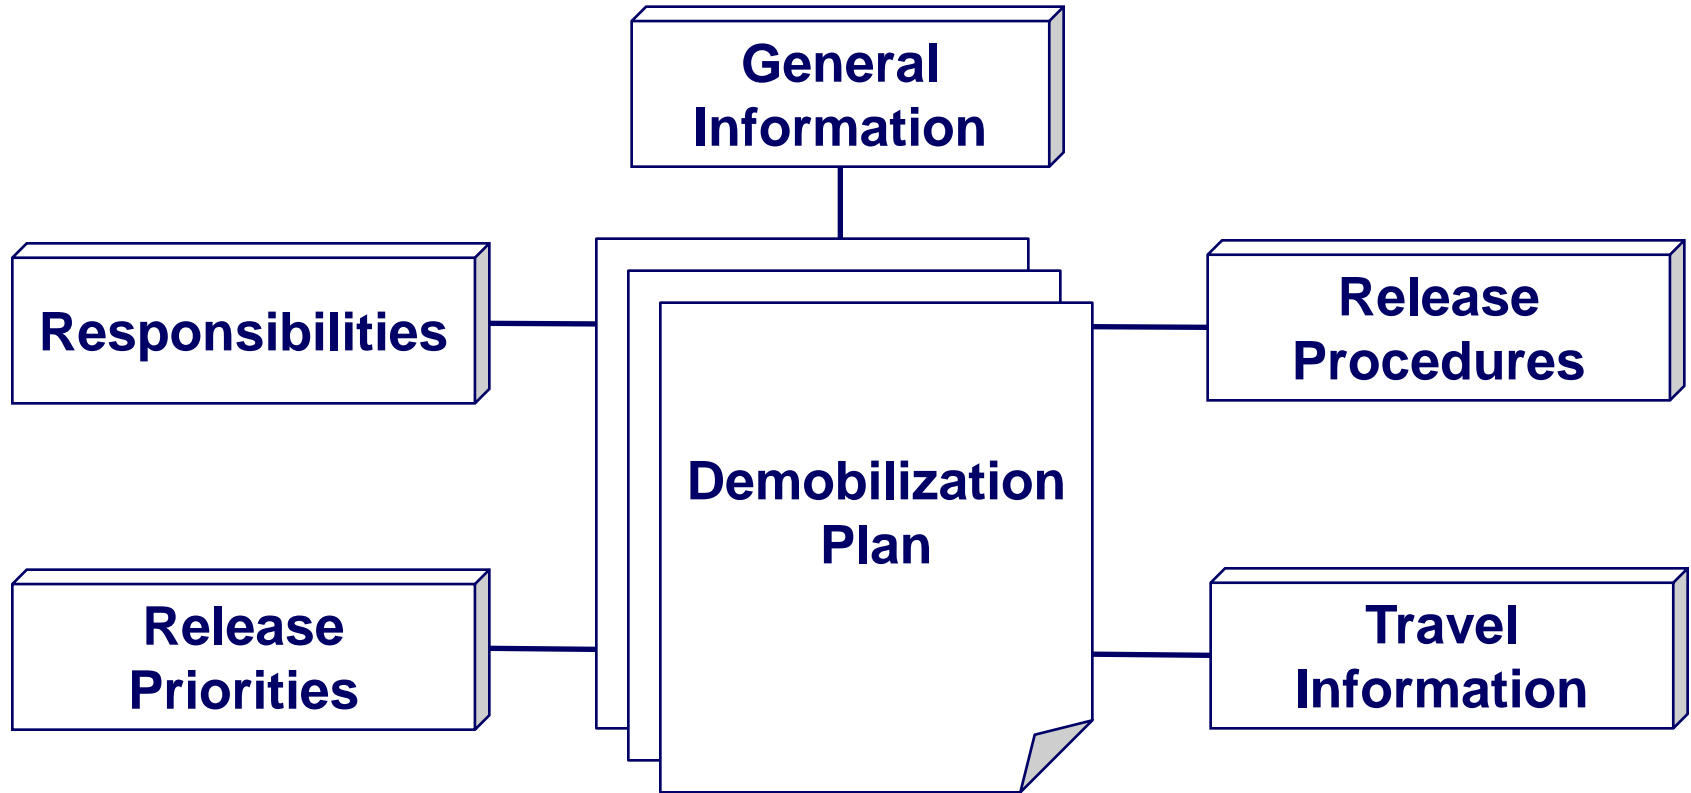 General
Information
Responsibilities
Release
Procedures
Demobilization
Plan
Release
Priorities
Travel
Information